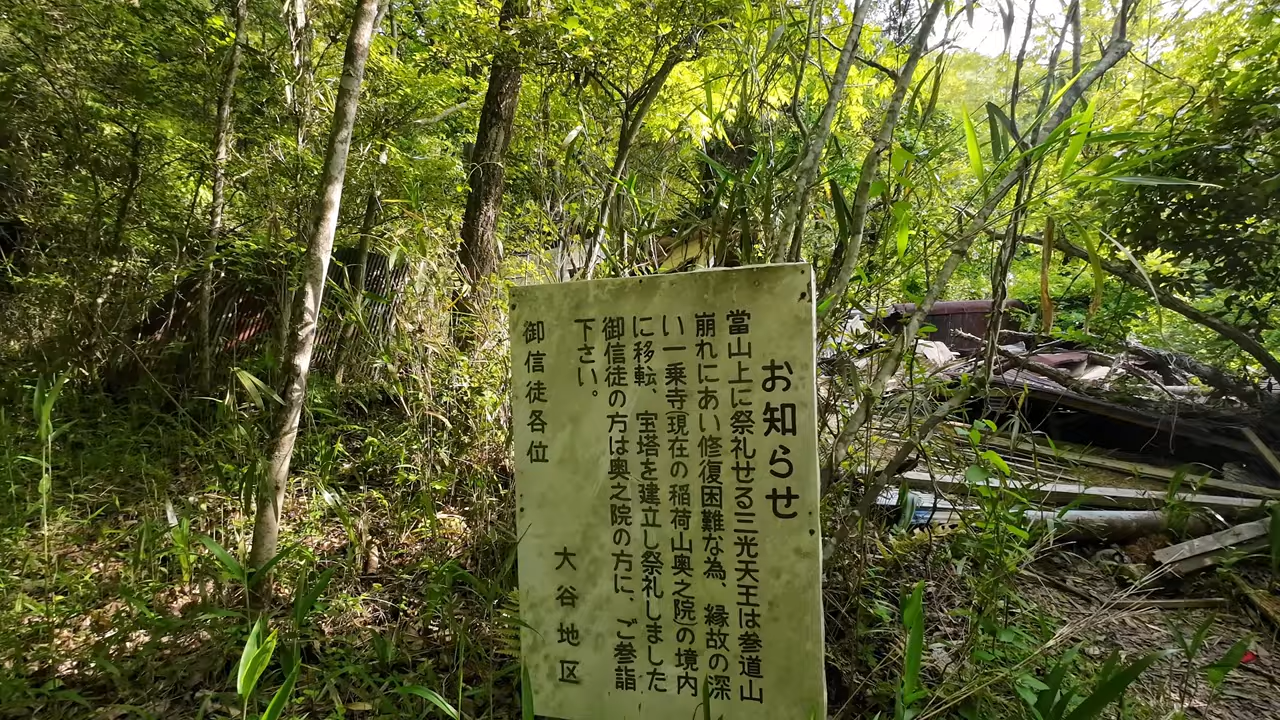 お知らせ
當山上に祭礼せる三光天王は参道山
崩れにあい修復困難な為、縁故の深
い一乗寺(現在の稲荷山奥之院の境内
に移転、宝塔を建立し祭礼しました
御信徒の方は奥之院の方に、ご参詣
下さい。
大谷地区
御信徒各位